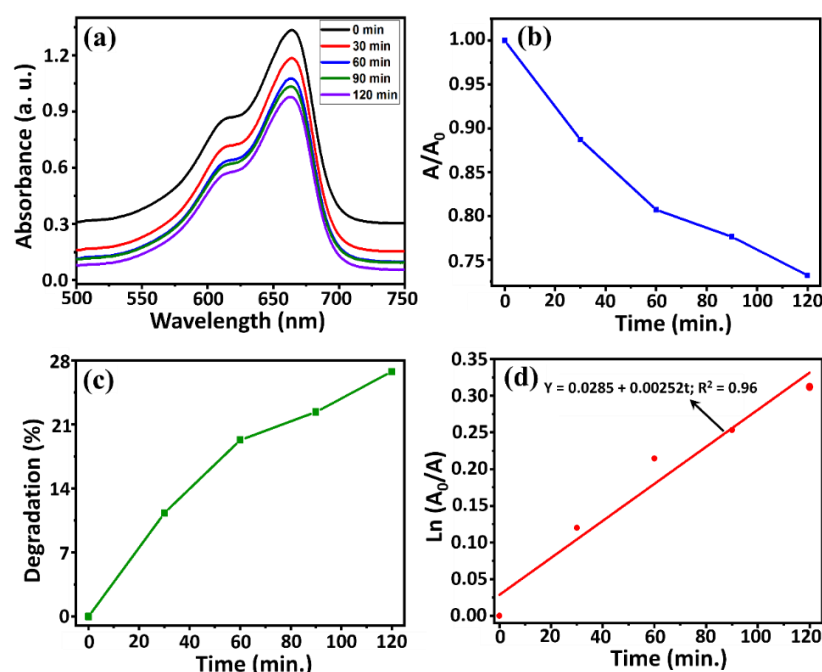 (a)
0 min
30 min
60 min
90 min
120 min
1.2
0.9
0.6
0.3
0.0
Absorbance (a. u.)
500 550 600 650 700 750
Wavelength (nm)
(b)
1.00
0.95
0.90
0.85
0.80
0.75
A/A0
0 20 40 60 80 100 120
Time (min.)
(c)
28
21
14
7
0
Degradation (%)
0 20 40 60 80 100 120
Time (min.)
(d)
Y = 0.0285 + 0.00252t; R² = 0.96
0.35
0.30
0.25
0.20
0.15
0.10
0.05
0.00
Ln (A0/A)
0 20 40 60 80 100 120
Time (min.)